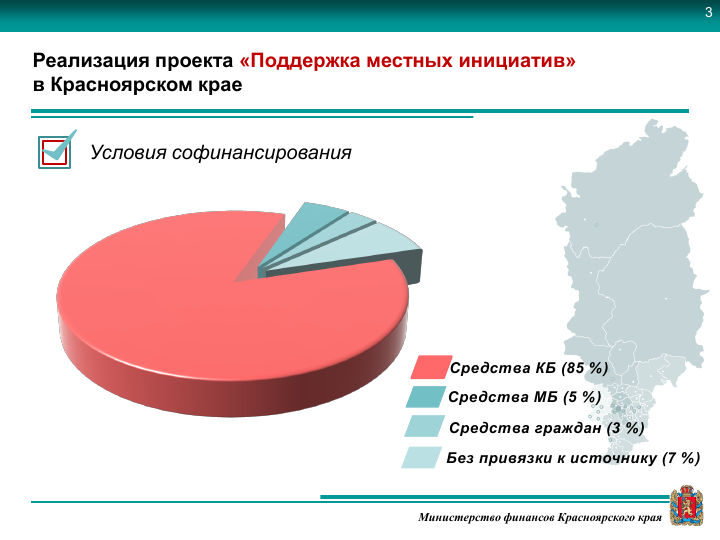 3
Реализация проекта «Поддержка местных инициатив»
в Красноярском крае
Условия софинансирования
Средства КБ (85 %)
Средства МБ (5 %)
Средства граждан (3 %)
Без привязки к источнику (7 %)
Министерство финансов Красноярского края